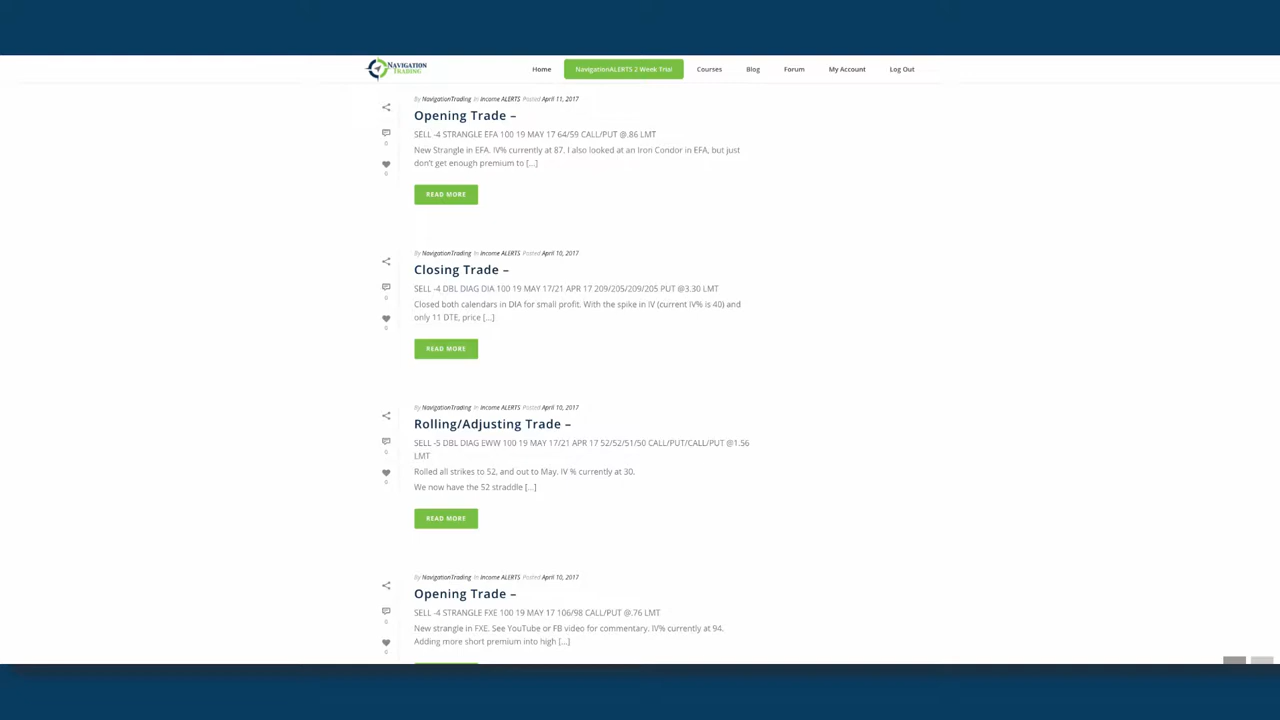 NAVIGATION
TRADING
Home
NavigationALERTS 2 Week Trial
Courses
Blog
Forum
My Account
Log Out
By NavigationTrading In Income ALERTS Posted April 11, 2017
Opening Trade –
SELL -4 STRANGLE EFA 100 19 MAY 17 64/59 CALL/PUT @.86 LMT
New Strangle in EFA. IV% currently at 87. I also looked at an Iron Condor in EFA, but just
don't get enough premium to [...]
0
0
READ MORE
By NavigationTrading In Income ALERTS Posted April 10, 2017
Closing Trade –
SELL -4 DBL DIAG DIA 100 19 MAY 17/21 APR 17 209/205/209/205 PUT @3.30 LMT
Closed both calendars in DIA for small profit. With the spike in IV (current IV% is 40) and
only 11 DTE, price [...]
0
0
READ MORE
By NavigationTrading In Income ALERTS Posted April 10, 2017
Rolling/Adjusting Trade –
SELL -5 DBL DIAG EWW 100 19 MAY 17/21 APR 17 52/52/51/50 CALL/PUT/CALL/PUT @1.56
LMT
Rolled all strikes to 52, and out to May. IV % currently at 30.
We now have the 52 straddle [...]
0
0
READ MORE
By NavigationTrading In Income ALERTS Posted April 10, 2017
Opening Trade –
SELL -4 STRANGLE FXE 100 19 MAY 17 106/98 CALL/PUT @.76 LMT
New strangle in FXE. See YouTube or FB video for commentary. IV% currently at 94.
Adding more short premium into high [...]
0
0